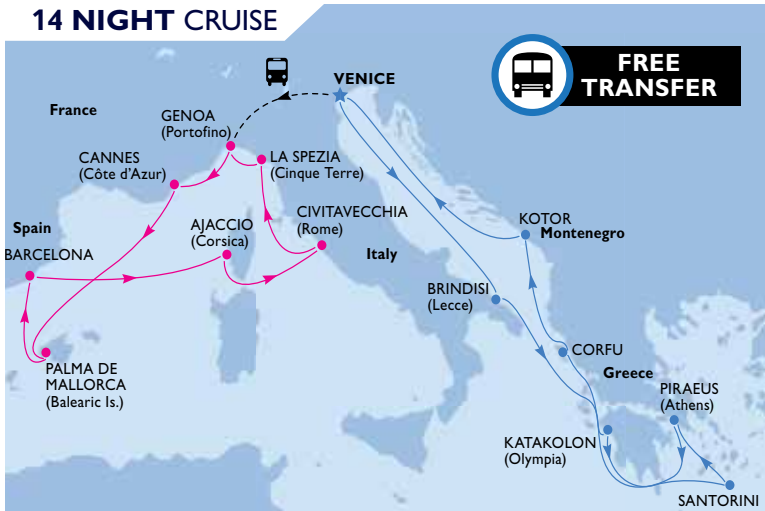 14 NIGHT CRUISE
FREE
TRANSFER
VENICE
France
GENOA
(Portofino)
CANNES
(Côte d'Azur)
LA SPEZIA
(Cinque Terre)
Spain
BARCELONA
AJACCIO
(Corsica)
CIVITAVECCHIA
(Rome)
Italy
KOTOR
Montenegro
BRINDISI
(Lecce)
CORFU
Greece
PALMA DE
MALLORCA
(Balearic Is.)
PIRAEUS
(Athens)
KATAKOLON
(Olympia)
SANTORINI